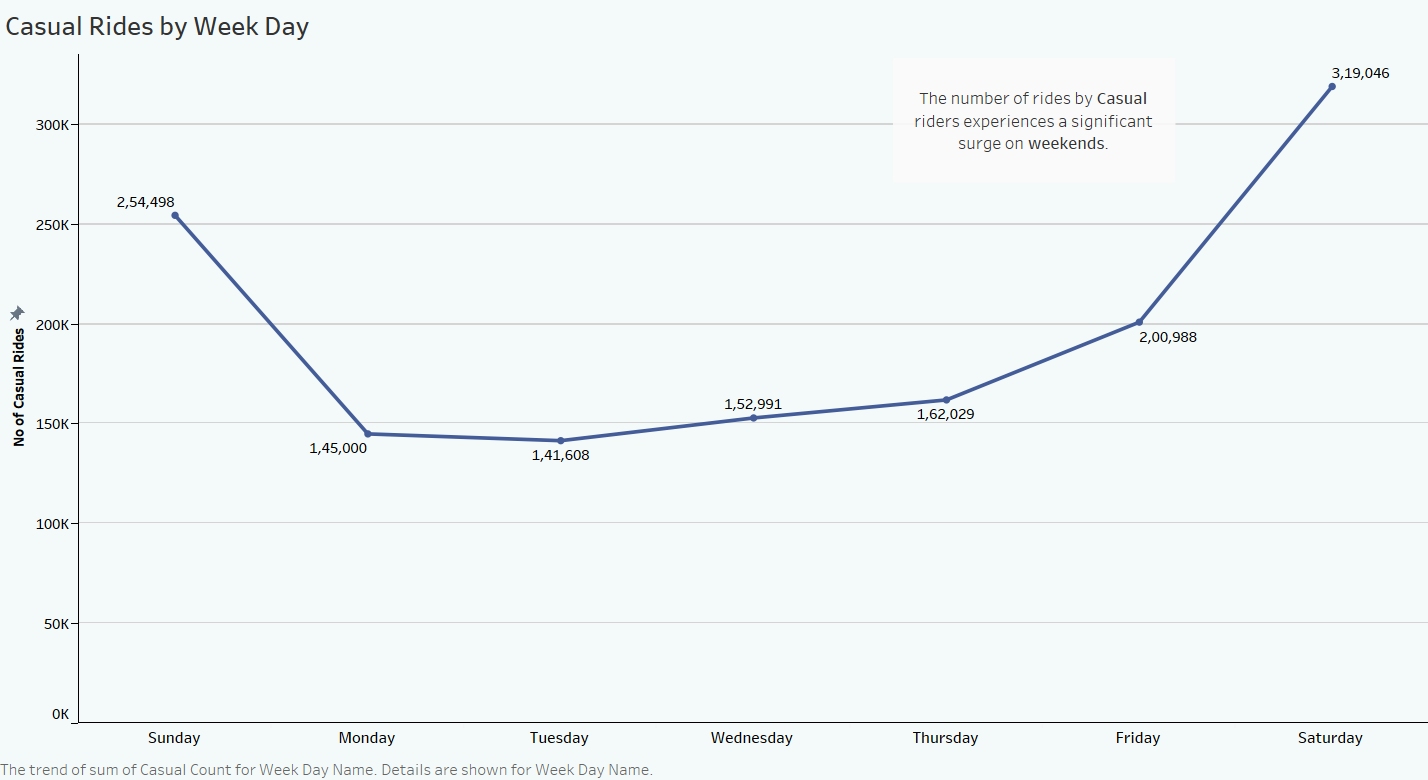 Casual Rides by Week Day
The number of rides by Casual
riders experiences a significant
surge on weekends.
No of Casual Rides
300K
250K
200K
150K
100K
50K
0K
2,54,498
1,45,000
1,41,608
1,52,991
1,62,029
2,00,988
3,19,046
Sunday Monday Tuesday Wednesday Thursday Friday Saturday
The trend of sum of Casual Count for Week Day Name. Details are shown for Week Day Name.